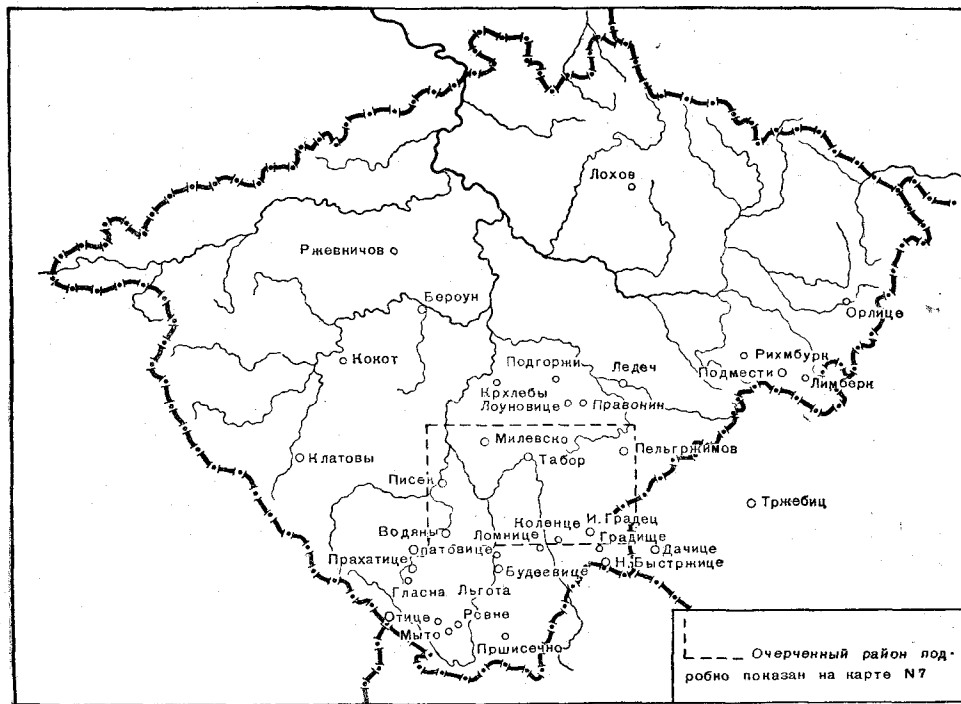 Лохов
Ржевничов
Бероун
Орлице
Кокот
Подгоржи
Ледеч
Рихмбурк
Подмести
Лимберк
Крхлебы
Лоуновице
Правонин
Милевско
Пельгржимов
Клатовы
Табор
Писек
Тржебиц
Коленце
И. Градец
Водяны
Ломнице
Градище
Опатовице
Дачице
Прахатице
Будеевице
Н. Быстржице
Гласна
Льгота
Отице
Ровне
Мыто
Пршисечно
Очерченный район под-
робно показан на карте N7